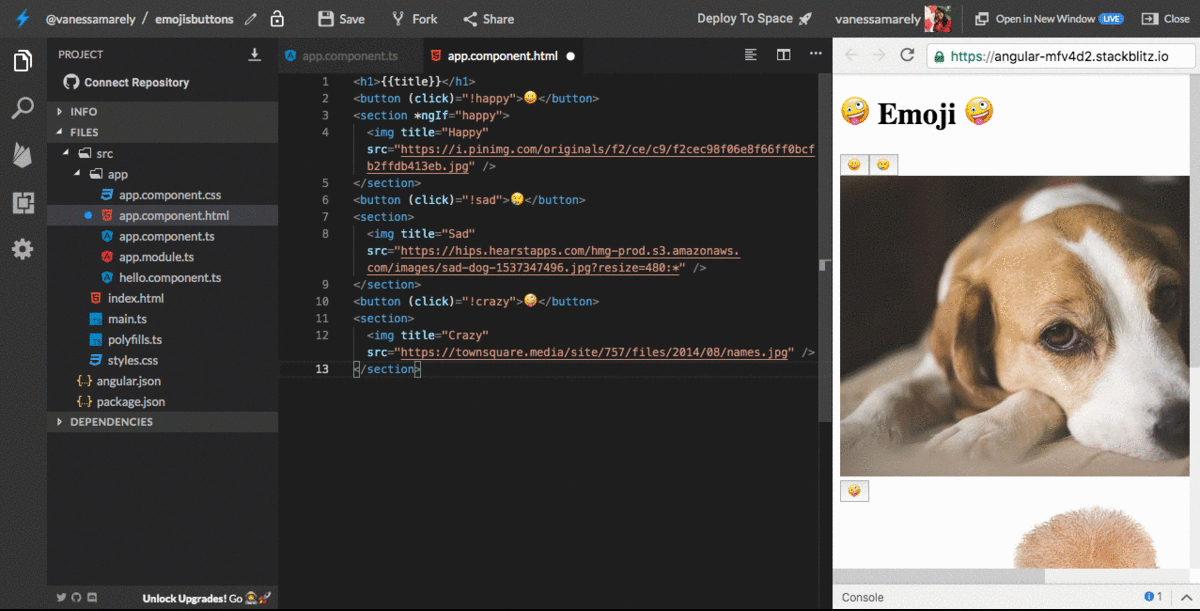 @vanessamarely / emojisbuttons
Save
Fork
Share
Deploy To Space 🚀
vanessamarely
Open in New Window LIVE
Close
PROJECT
Connect Repository
INFO
FILES
src
app
app.component.css
app.component.html
app.component.ts
app.module.ts
hello.component.ts
index.html
main.ts
polyfills.ts
styles.css
{..} angular.json
{..} package.json
DEPENDENCIES
Unlock Upgrades! Go 👩‍🚀🚀
app.component.ts
app.component.html
1 <h1>{{title}}</h1>
2 <button (click)="!happy">😀</button>
3 <section *ngIf="happy">
4 <img title="Happy"
src="https://i.pinimg.com/originals/f2/ce/c9/f2cec98f06e8f66ff0bcf
b2ffdb413eb.jpg" />
5 </section>
6 <button (click)="!sad">😢</button>
7 <section>
8 <img title="Sad"
src="https://hips.hearstapps.com/hmg-prod.s3.amazonaws.
com/images/sad-dog-1537347496.jpg?resize=480:*" />
9 </section>
10 <button (click)="!crazy">🤪</button>
11 <section>
12 <img title="Crazy"
src="https://townsquare.media/site/757/files/2014/08/names.jpg" />
13 </section>
https://angular-mfv4d2.stackblitz.io
🤪 Emoji 🤪
😀 😢
🤪
Console
1